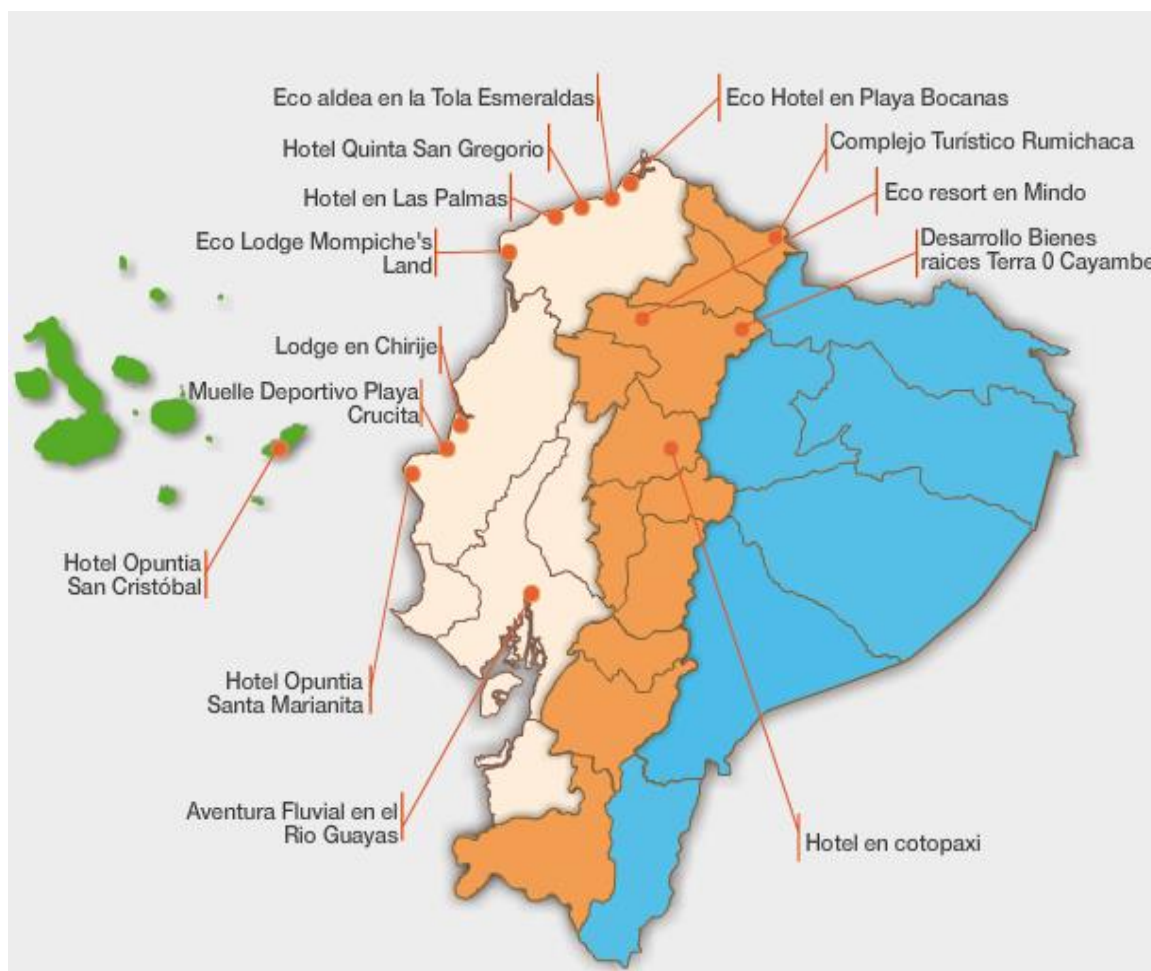 Eco aldea en la Tola Esmeraldas
Eco Hotel en Playa Bocanas
Hotel Quinta San Gregorio
Complejo Turístico Rumichaca
Hotel en Las Palmas
Eco resort en Mindo
Eco Lodge Mompiche's
Land
Desarrollo Bienes
raices Terra 0 Cayambe
Lodge en Chirije
Muelle Deportivo Playa
Crucita
Hotel Opuntia
San Cristóbal
Hotel Opuntia
Santa Marianita
Aventura Fluvial en el
Rio Guayas
Hotel en cotopaxi